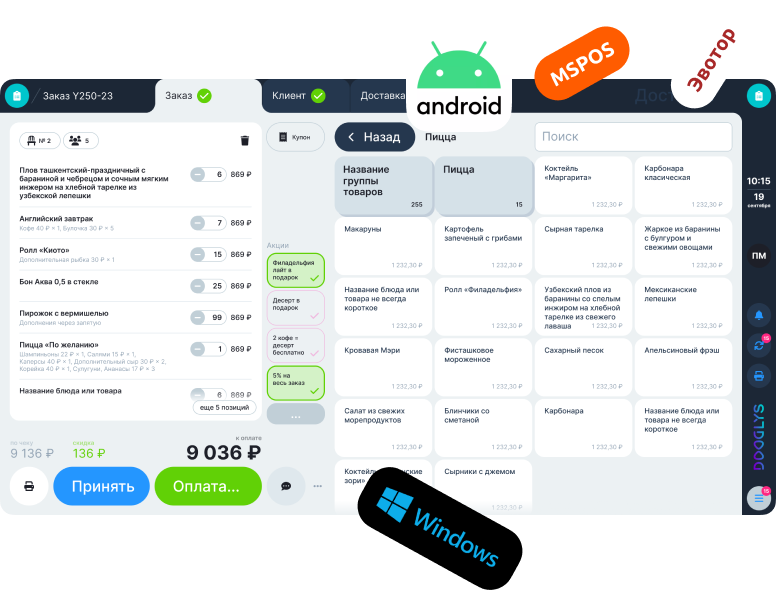 android
MSPOS
Эвотор
Заказ Y250-23
Заказ
Клиент
Доставка
№ 2
5
Купон
Назад
Пицца
Поиск
Плов ташкентский-праздничный с
бараниной и чебрецом и сочным мягким
инжером на хлебной тарелке из
узбекской лепешки
6
869 ₽
Английский завтрак
Кофе 40 ₽ × 1, Булочка 30 ₽ × 5
7
869 ₽
Ролл «Киото»
Дополнительная рыбка 30 ₽ × 1
15
869 ₽
Бон Аква 0,5 в стекле
25
869 ₽
Пирожок с вермишелью
Дополнения через запятую
99
869 ₽
Пицца «По желанию»
Шампиньоны 22 ₽ × 1, Салями 15 ₽ × 1,
Каперсы 40 ₽ × 1, Дополнительный сыр 30 ₽ × 2,
Корейка 40 ₽ × 1, Сулугуни, Ананасы 17 ₽ × 3
1
869 ₽
Название блюда или товара
6
869 ₽
еще 5 позиций
по чеку
9 136 ₽
скидка
136 ₽
к оплате
9 036 ₽
Принять
Оплата...
Акции
Филадельфия
лайт в
подарок
Десерт в
подарок
2 кофе =
десерт
бесплатно
5% на
весь заказ
...
Название
группы
товаров
255
Пицца
15
Коктейль
«Маргарита»
1 232,30 ₽
Карбонара
класическая
1 232,30 ₽
Макаруны
1 232,30 ₽
Картофель
запеченый с грибами
1 232,30 ₽
Сырная тарелка
1 232,30 ₽
Жаркое из баранины
с булгуром и
свежими овощами
1 232,30 ₽
Название блюда или
товара не всегда
короткое
1 232,30 ₽
Ролл «Филадельфия»
1 232,30 ₽
Узбекский плов из
баранины со спелым
инжиром на хлебной
тарелке из свежего
лаваша
1 232,30 ₽
Мексиканские
лепешки
1 232,30 ₽
Кровавая Мэри
1 232,30 ₽
Фисташковое
мороженное
1 232,30 ₽
Сахарный песок
1 232,30 ₽
Апельсиновый фрэш
1 232,30 ₽
Салат из свежих
морепродуктов
1 232,30 ₽
Блинчики со
сметаной
1 232,30 ₽
Карбонара
1 232,30 ₽
Название блюда или
товара не всегда
короткое
1 232,30 ₽
зори»
Сырники с джемом
1 232,30 ₽
10:15
19
сентября
ПМ
15
DOOGLYS
15
Windows